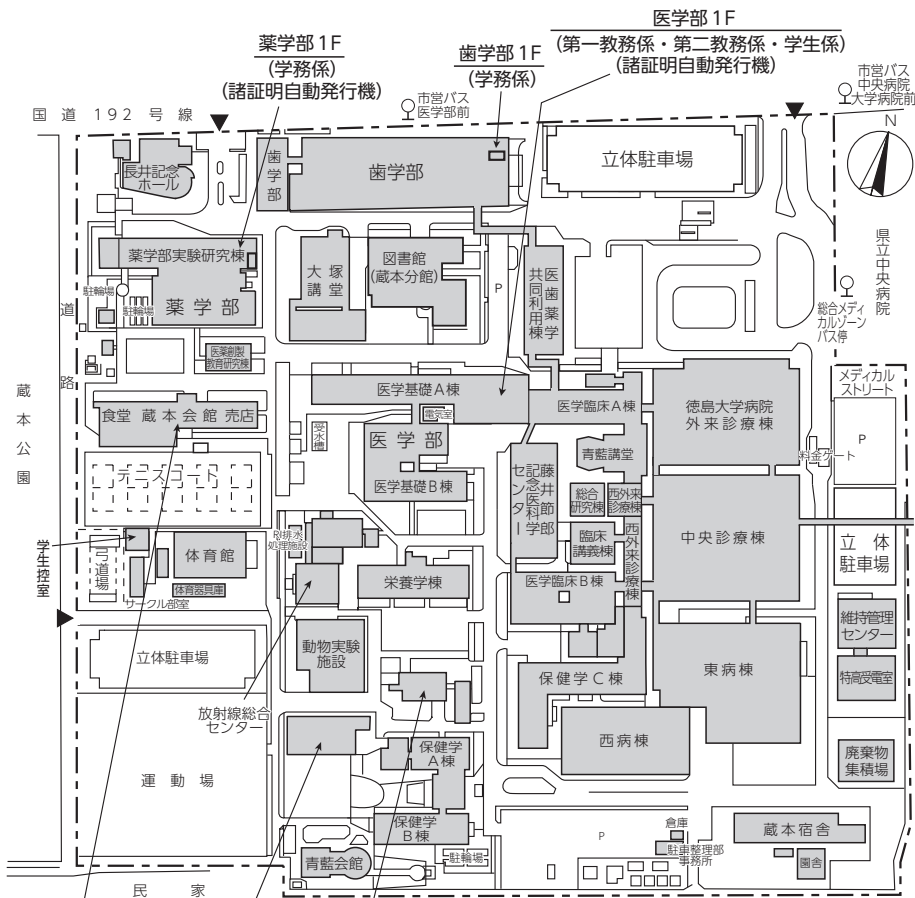 薬学部 1F
(学務係)
(諸証明自動発行機)
歯学部 1F
(学務係)
医学部 1F
(第一教務係・第二教務係・学生係)
(諸証明自動発行機)
市営バス
医学部前
市営バス
中央病院
大学病院前
国道192号線
N
長井記念
ホール
歯学部
歯学部
立体駐車場
県立中央病院
薬学部実験研究棟
薬学部
駐輪場
駐輪場
大塚
講堂
図書館
(蔵本分館)
P
医歯薬学
共同利用棟
総合メディ
カルゾーン
バス停
道路
蔵本公園
医薬創製
教育研究棟
医学基礎A棟
医学臨床A棟
徳島大学病院
外来診療棟
メディカル
ストリート
P
料金ゲート
食堂 蔵本会館 売店
受水槽
電気室
医学部
医学基礎B棟
青藍講堂
藤井節郎
記念医科学
センター
総合
研究棟
西外来
診療棟
テニスコート
学生控室
弓道場
体育館
体育器具庫
サークル部室
RI排水
処理施設
栄養学棟
臨床
講義棟
西外来診療棟
中央診療棟
立体
駐車場
医学臨床B棟
維持管理
センター
特高受電室
立体駐車場
動物実験
施設
放射線総合
センター
保健学C棟
東病棟
西病棟
廃棄物
集積場
運動場
保健学
A棟
保健学
B棟
青藍会館
駐輪場
P
倉庫
駐車整理部
事務所
蔵本宿舎
園舎
民家